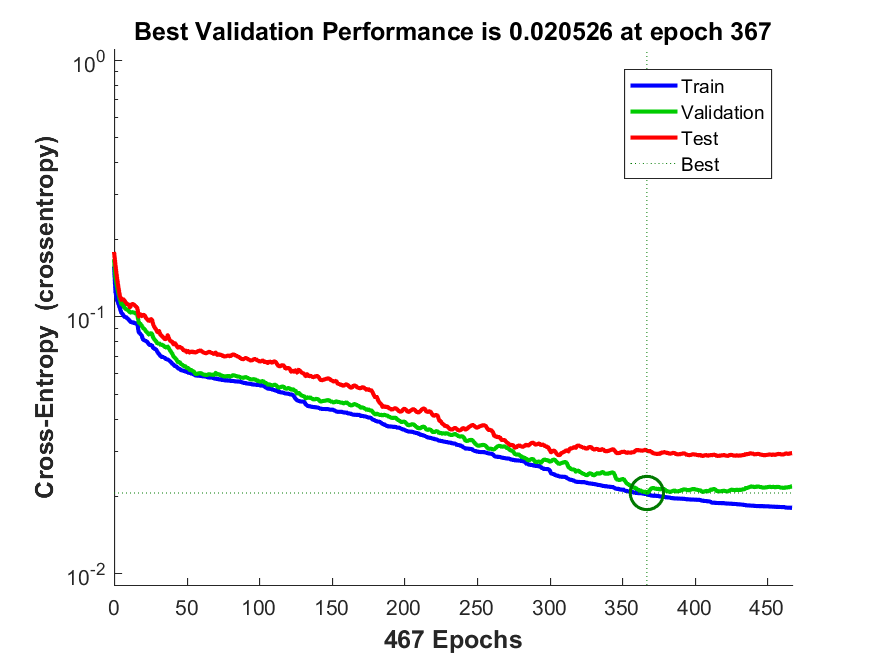 Best Validation Performance is 0.020526 at epoch 367
Cross-Entropy (crossentropy)
10^0
10^-1
10^-2
Train
Validation
Test
Best
0 50 100 150 200 250 300 350 400 450
467 Epochs